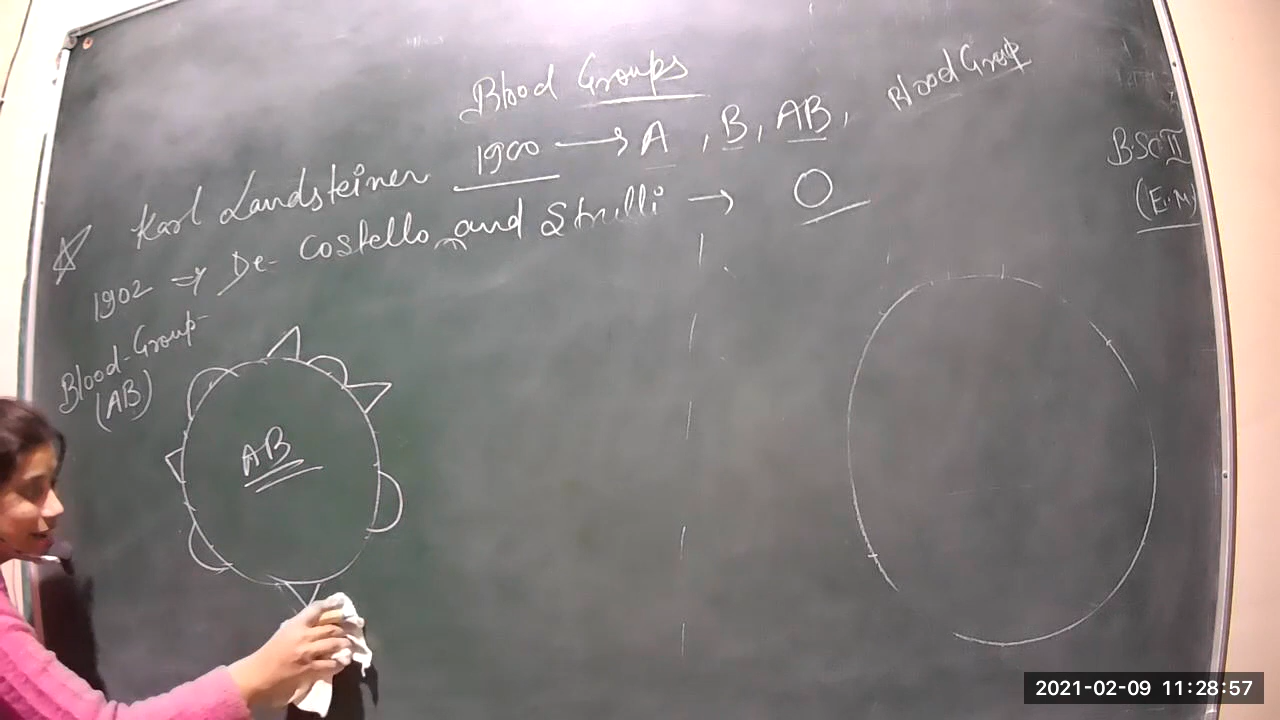 Blood Groups
Karl Landsteiner 1900 → A, B, AB, Blood Group
1902 → De-Costello and Strulli → O
B.Sc II
(E.M)
Blood-Group-
(AB)
AB
2021-02-09 11:28:57